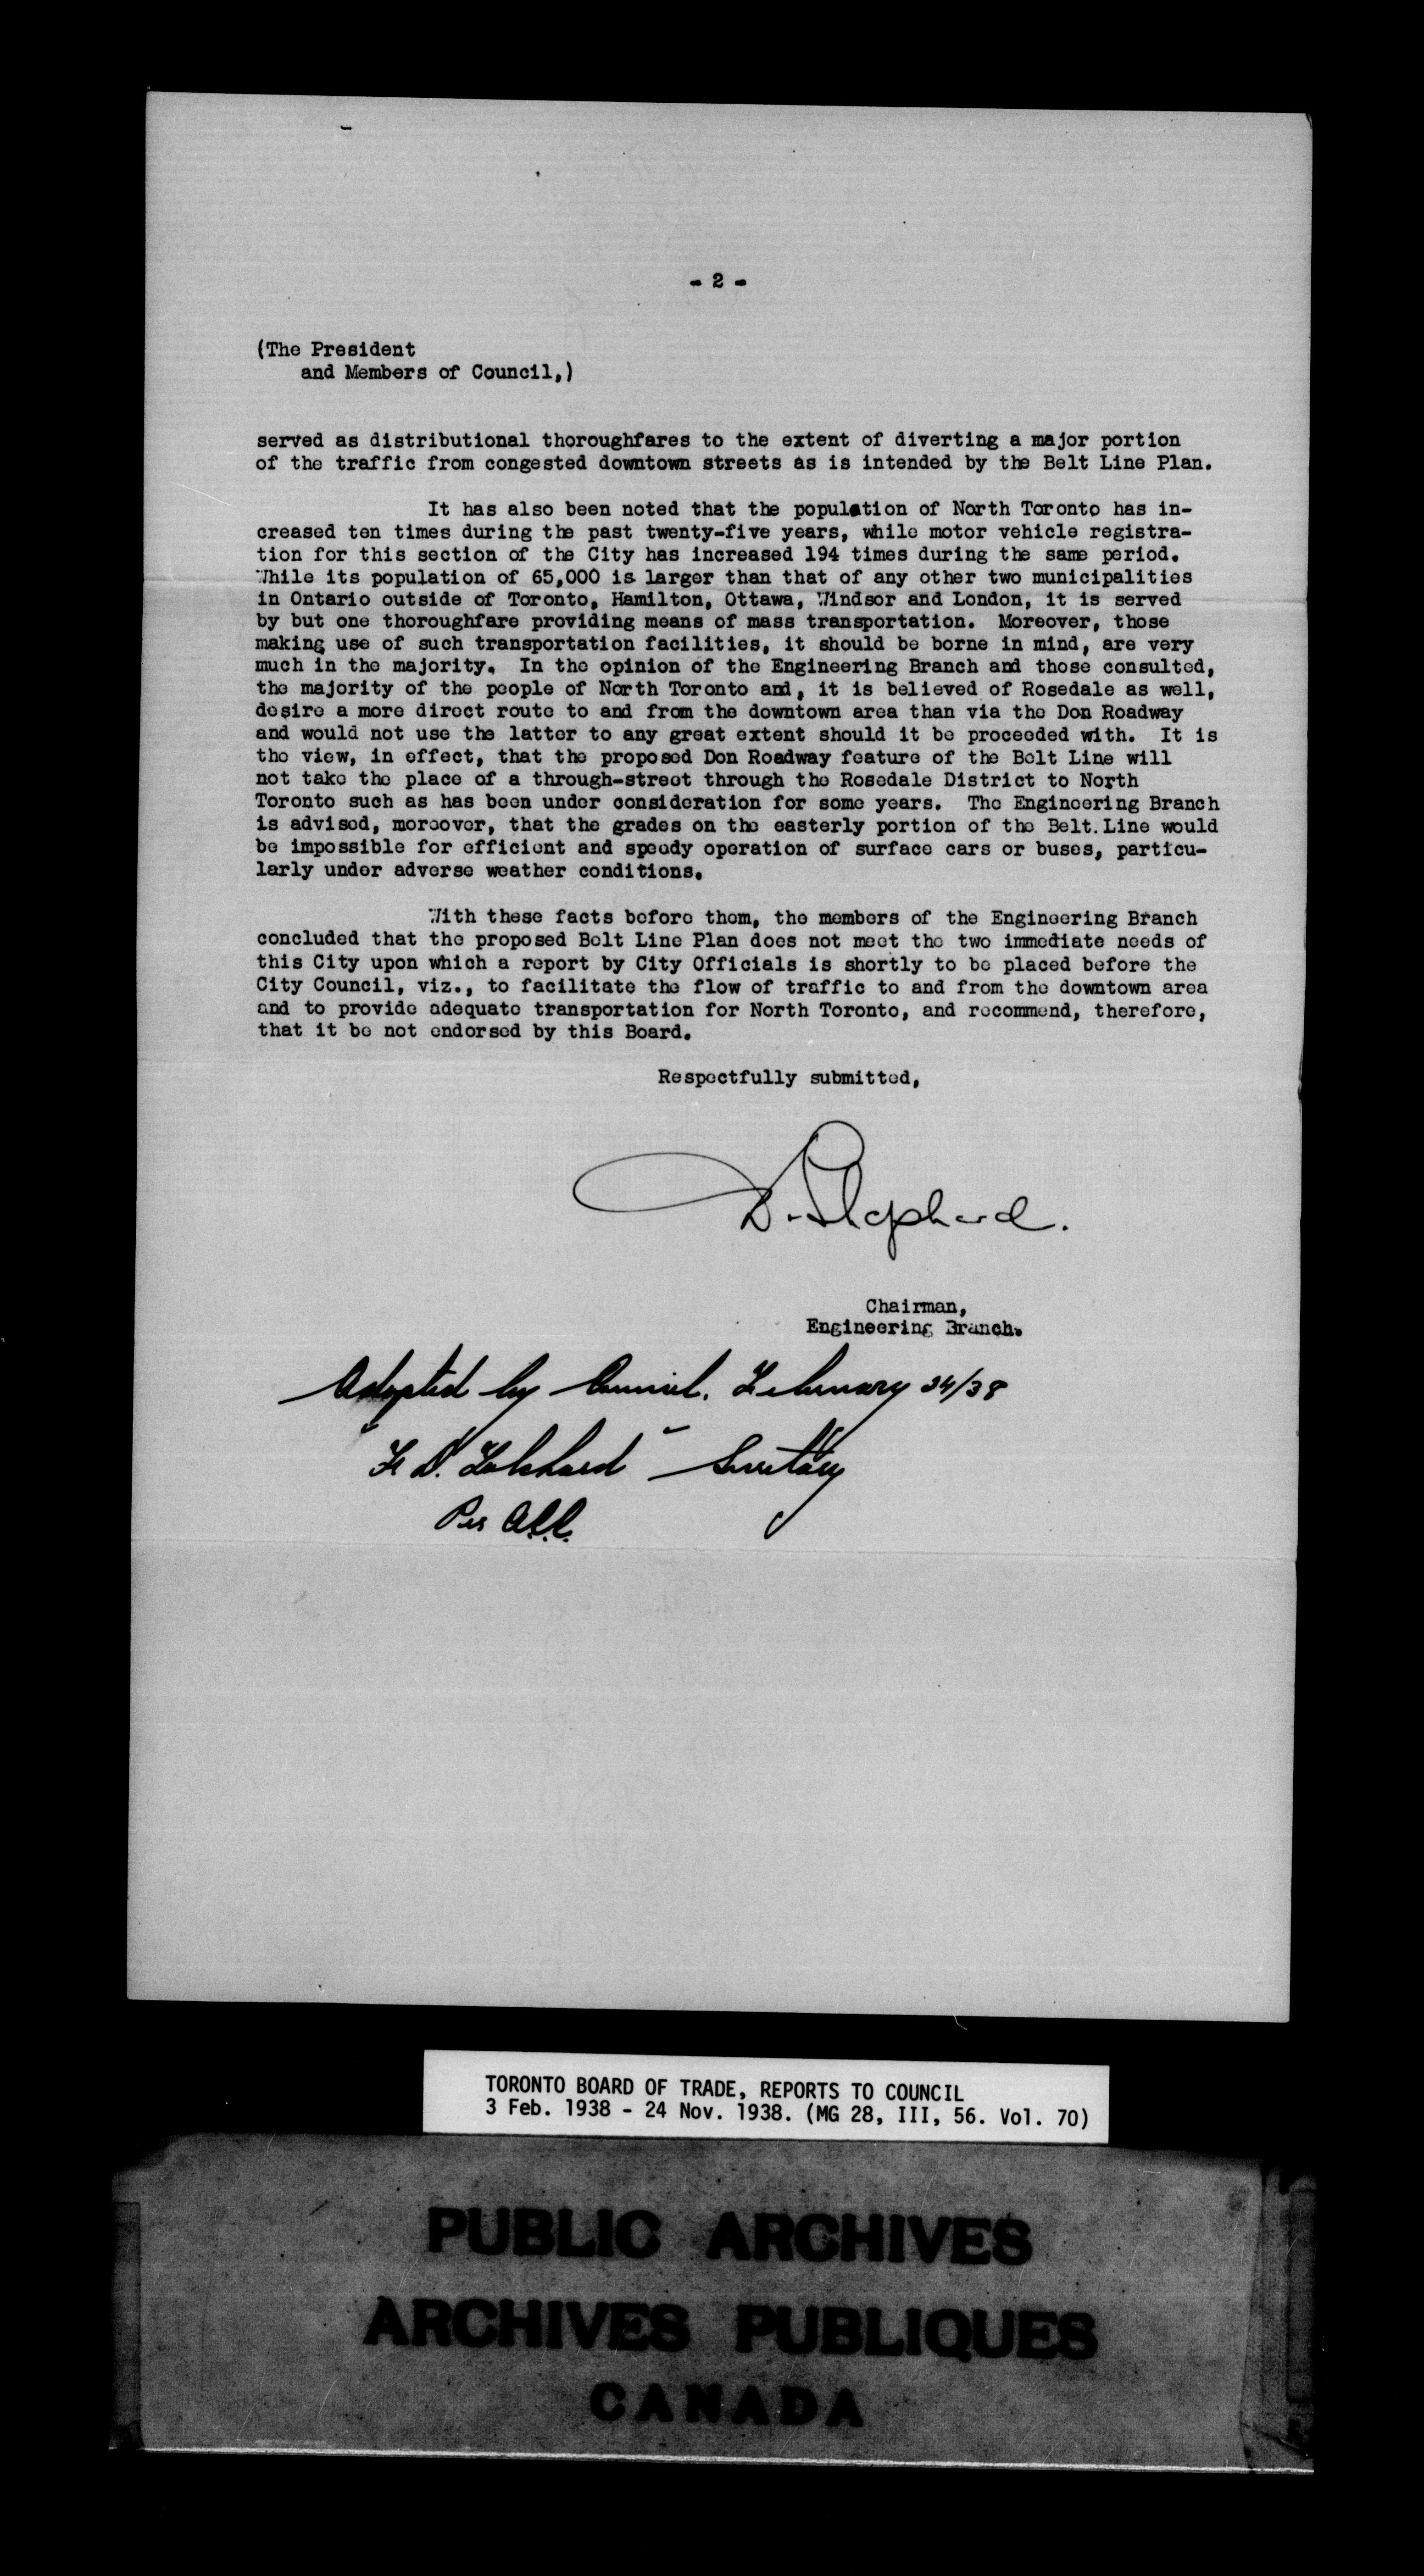 - 2 -
(The President
and Members of Council,)
served as distributional thoroughfares to the extent of diverting a major portion
of the traffic from congested downtown streets as is intended by the Belt Line Plan.
It has also been noted that the population of North Toronto has in-
creased ten times during the past twenty-five years, while motor vehicle registra-
tion for this section of the City has increased 194 times during the same period.
While its population of 65,000 is larger than that of any other two municipalities
in Ontario outside of Toronto, Hamilton, Ottawa, Windsor and London, it is served
by but one thoroughfare providing means of mass transportation. Moreover, those
making use of such transportation facilities, it should be borne in mind, are very
much in the majority. In the opinion of the Engineering Branch and those consulted,
the majority of the people of North Toronto and, it is believed of Rosedale as well,
desire a more direct route to and from the downtown area than via the Don Roadway
and would not use the latter to any great extent should it be proceeded with. It is
the view, in effect, that the proposed Don Roadway feature of the Belt Line will
not take the place of a through-street through the Rosedale District to North
Toronto such as has been under consideration for some years. The Engineering Branch
is advised, moreover, that the grades on the easterly portion of the Belt.Line would
be impossible for efficient and speedy operation of surface cars or buses, particu-
larly under adverse weather conditions.
With these facts before them, the members of the Engineering Branch
concluded that the proposed Belt Line Plan does not meet the two immediate needs of
this City upon which a report by City Officials is shortly to be placed before the
City Council, viz., to facilitate the flow of traffic to and from the downtown area
and to provide adequate transportation for North Toronto, and recommend, therefore,
that it be not endorsed by this Board.
Respectfully submitted,
D. Shepherd.
Chairman,
Engineering Branch.
Adopted by Council. February 24/38
"F. D. Tolchard" - Secretary
Per
TORONTO BOARD OF TRADE, REPORTS TO COUNCIL
3 Feb. 1938 - 24 Nov. 1938. (MG 28, III, 56. Vol. 70)
PUBLIC ARCHIVES
ARCHIVES PUBLIQUES
CANADA